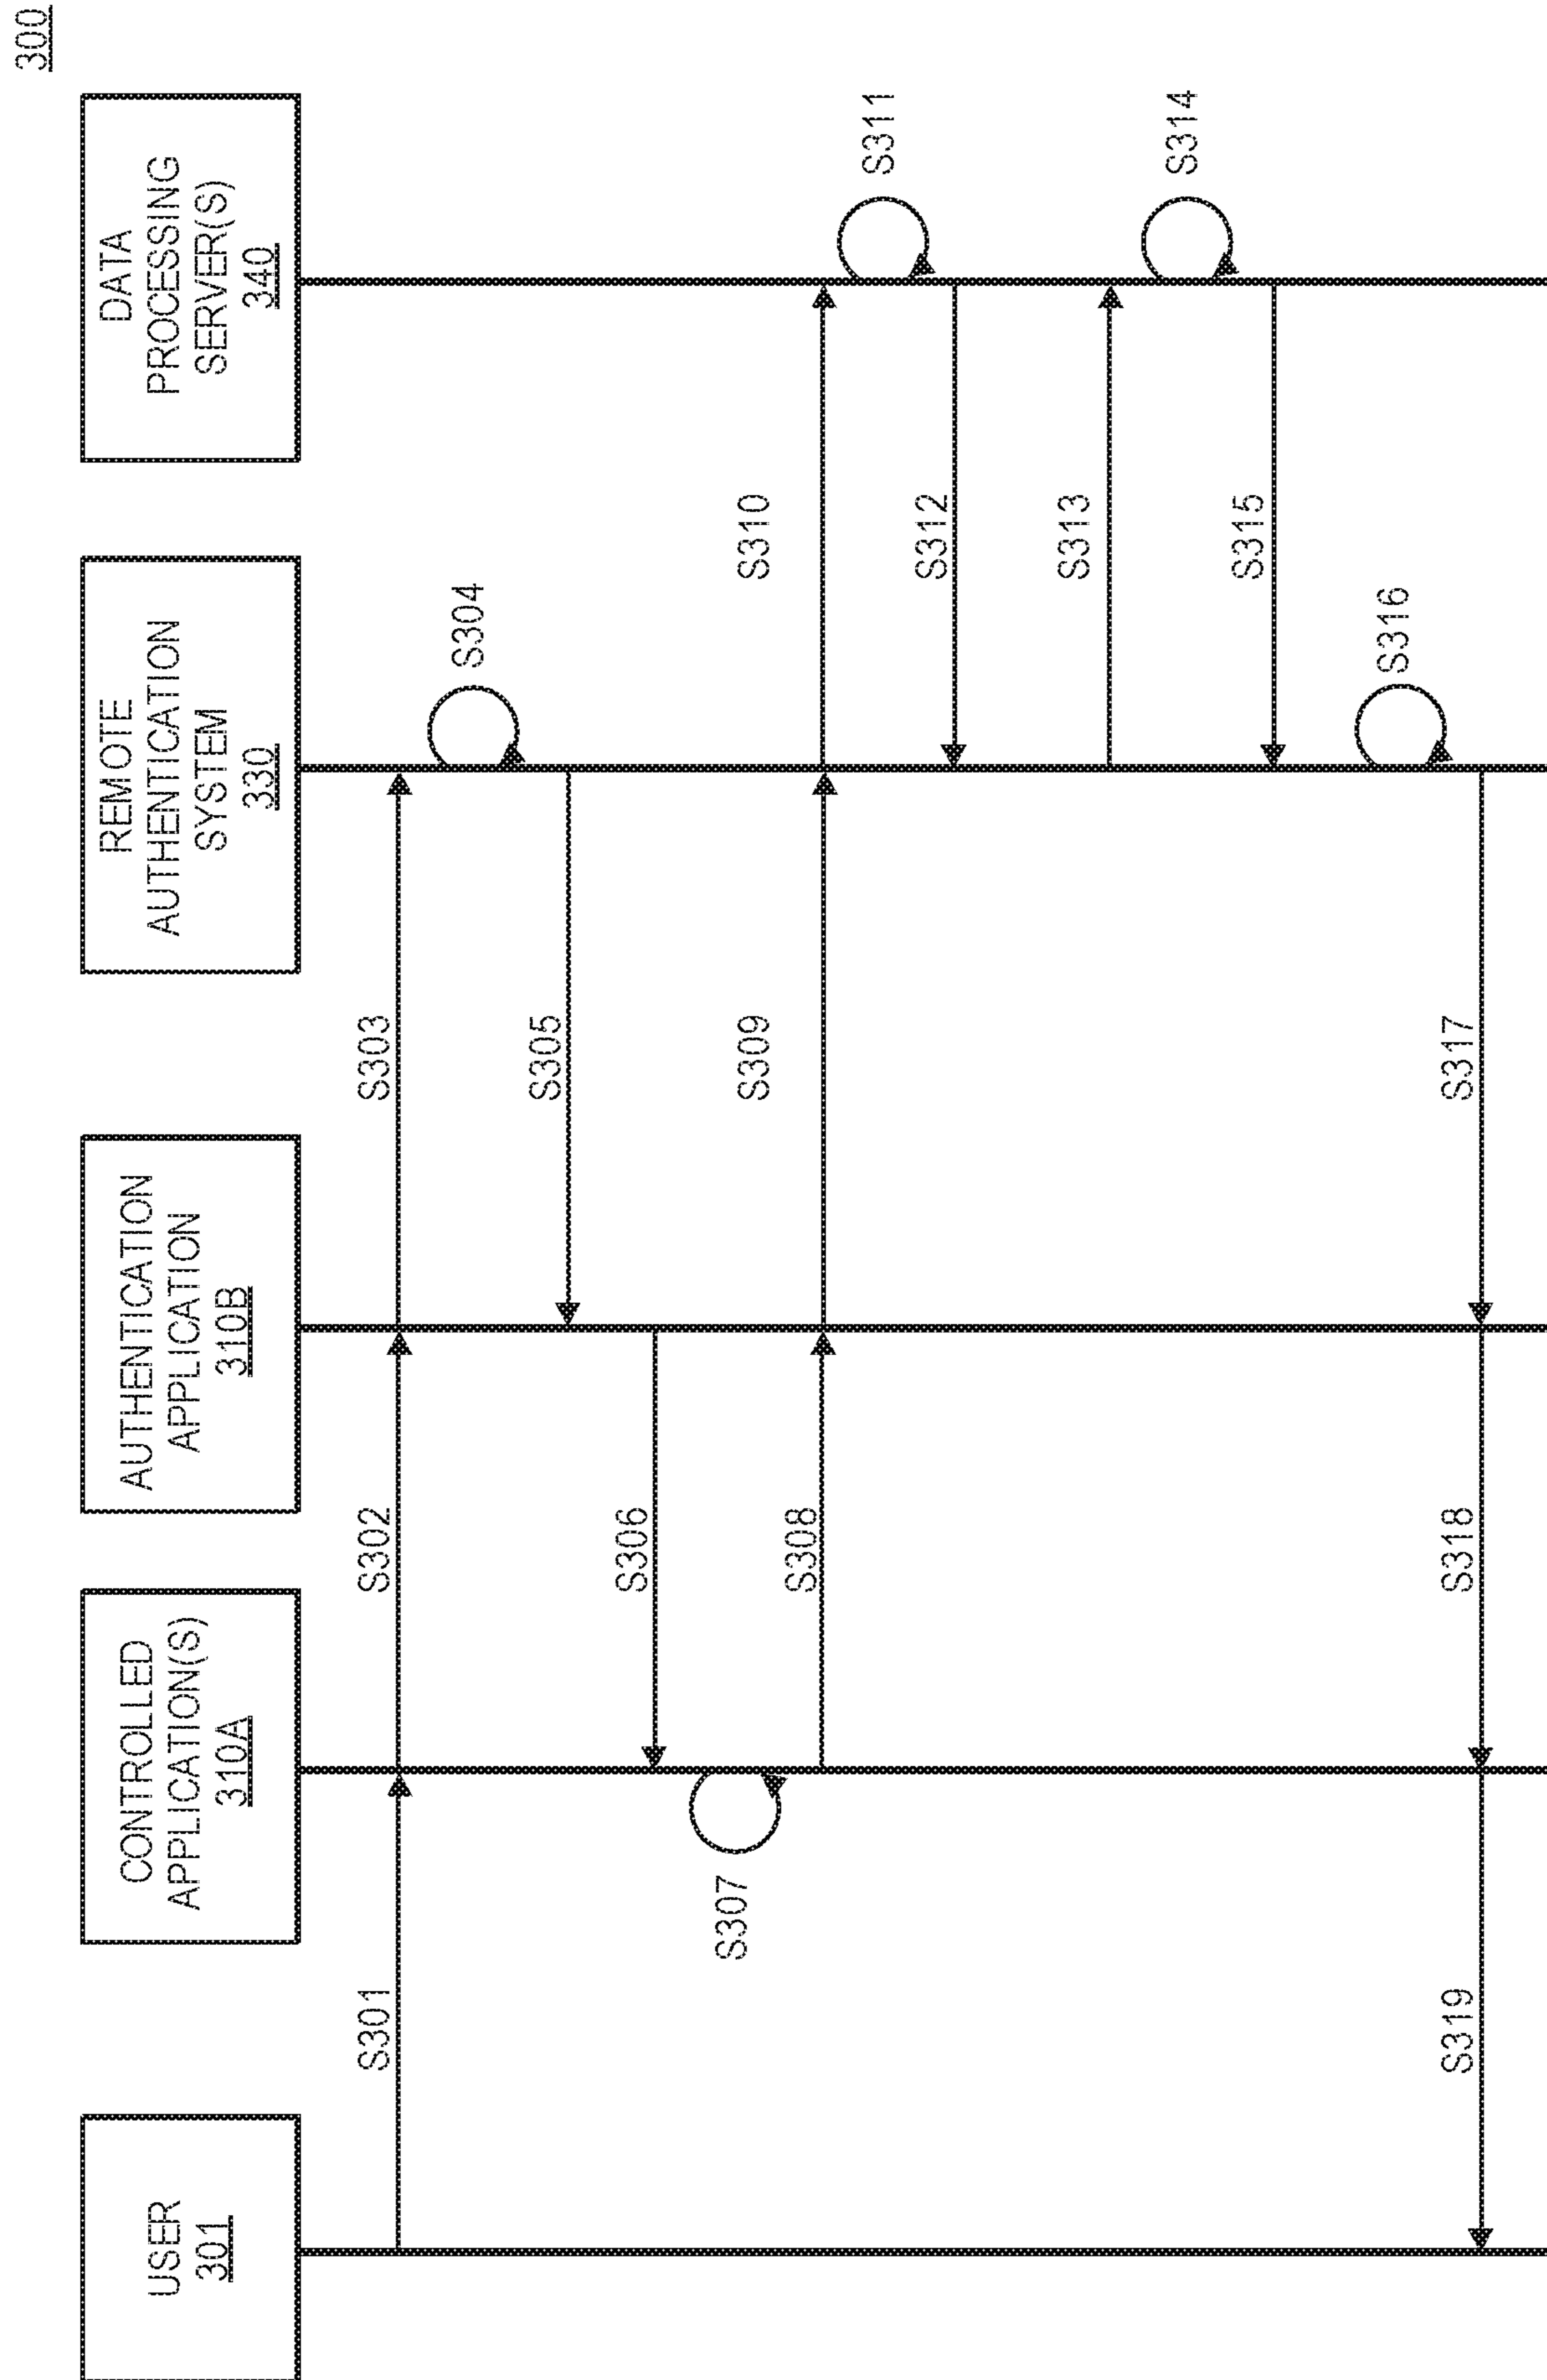 300
USER
301
CONTROLLED
APPLICATION(S)
310A
AUTHENTICATION
APPLICATION
310B
REMOTE
AUTHENTICATION
SYSTEM
330
DATA
PROCESSING
SERVER(S)
340
S301
S302
S303
S304
S305
S306
S307
S308
S309
S310
S311
S312
S313
S314
S315
S316
S317
S318
S319